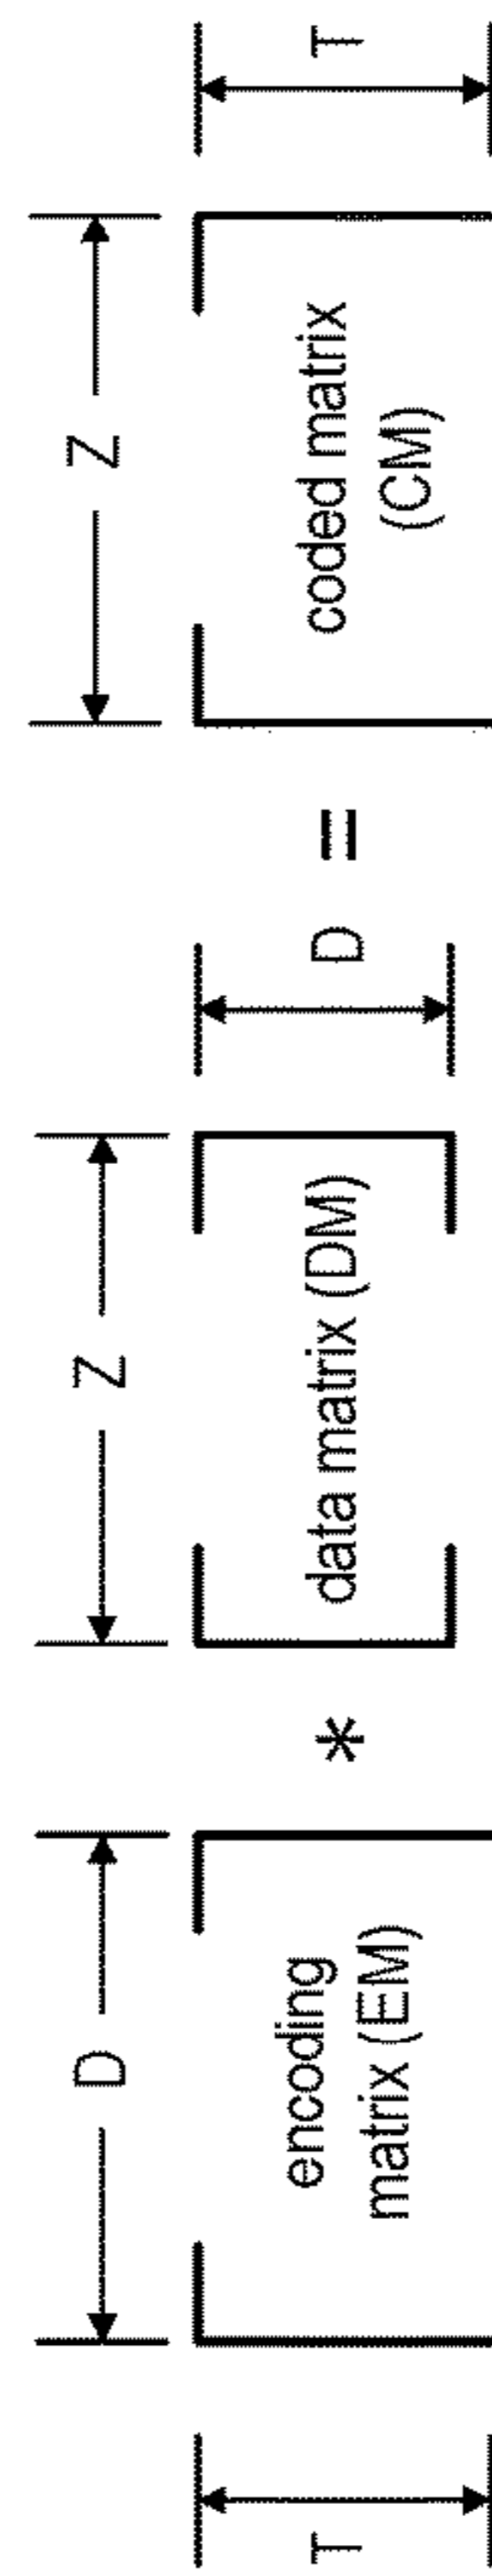 T
D
encoding
matrix (EM)
*
Z
data matrix (DM)
D
=
Z
coded matrix
(CM)
T